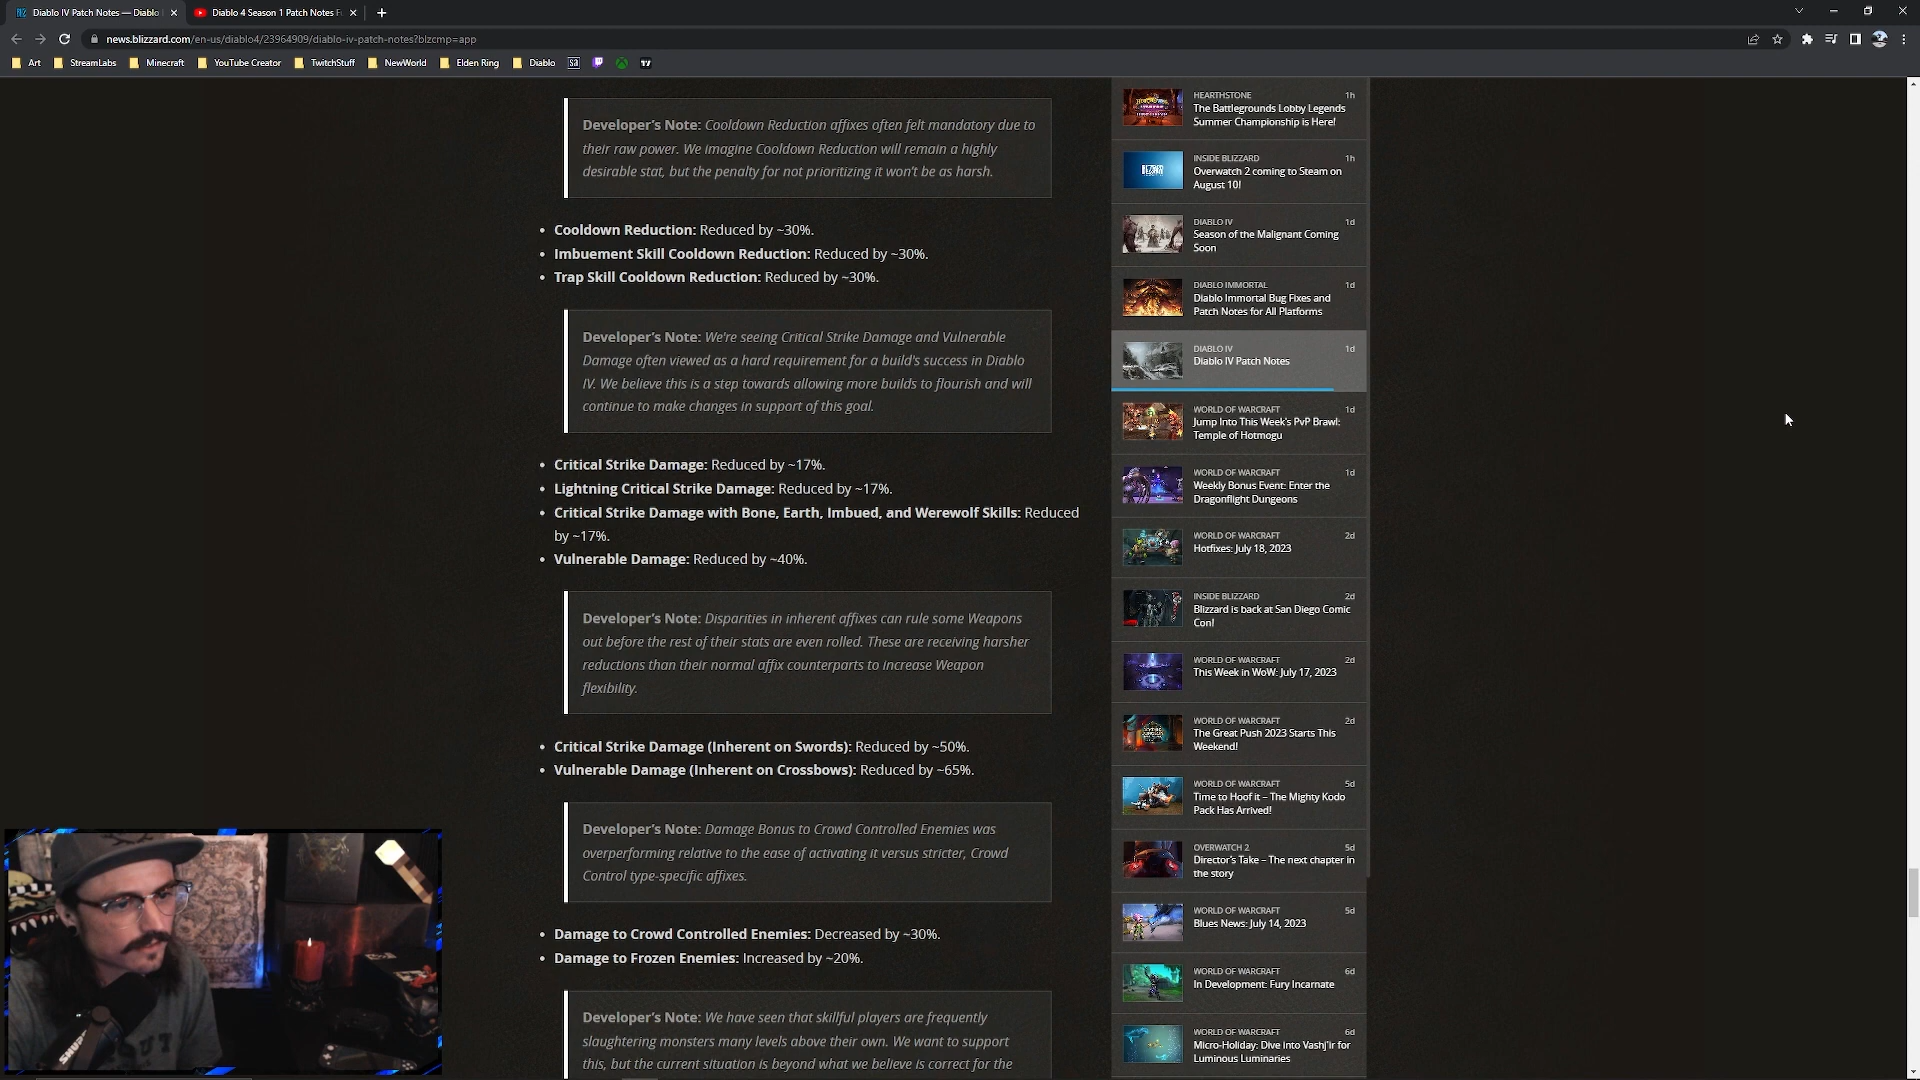 Diablo IV Patch Notes — Diablo
Diablo 4 Season 1 Patch Notes F
news.blizzard.com/en-us/diablo4/23964909/diablo-iv-patch-notes?blzcmp=app
Art
StreamLabs
Minecraft
YouTube Creator
TwitchStuff
NewWorld
Elden Ring
Diablo
Developer's Note: Cooldown Reduction affixes often felt mandatory due to
their raw power. We imagine Cooldown Reduction will remain a highly
desirable stat, but the penalty for not prioritizing it won't be as harsh.
• Cooldown Reduction: Reduced by ~30%.
• Imbuement Skill Cooldown Reduction: Reduced by ~30%.
• Trap Skill Cooldown Reduction: Reduced by ~30%.
Developer's Note: We're seeing Critical Strike Damage and Vulnerable
Damage often viewed as a hard requirement for a build's success in Diablo
IV. We believe this is a step towards allowing more builds to flourish and will
continue to make changes in support of this goal.
• Critical Strike Damage: Reduced by ~17%.
• Lightning Critical Strike Damage: Reduced by ~17%.
• Critical Strike Damage with Bone, Earth, Imbued, and Werewolf Skills: Reduced
by ~17%.
• Vulnerable Damage: Reduced by ~40%.
Developer's Note: Disparities in inherent affixes can rule some Weapons
out before the rest of their stats are even rolled. These are receiving harsher
reductions than their normal affix counterparts to increase Weapon
flexibility.
• Critical Strike Damage (Inherent on Swords): Reduced by ~50%.
• Vulnerable Damage (Inherent on Crossbows): Reduced by ~65%.
Developer's Note: Damage Bonus to Crowd Controlled Enemies was
overperforming relative to the ease of activating it versus stricter, Crowd
Control type-specific affixes.
• Damage to Crowd Controlled Enemies: Decreased by ~30%.
• Damage to Frozen Enemies: Increased by ~20%.
Developer's Note: We have seen that skillful players are frequently
slaughtering monsters many levels above their own. We want to support
this, but the current situation is beyond what we believe is correct for the
HEARTHSTONE 1h
The Battlegrounds Lobby Legends
Summer Championship is Here!
INSIDE BLIZZARD 1h
Overwatch 2 coming to Steam on
August 10!
DIABLO IV 1d
Season of the Malignant Coming
Soon
DIABLO IMMORTAL 1d
Diablo Immortal Bug Fixes and
Patch Notes for All Platforms
DIABLO IV 1d
Diablo IV Patch Notes
WORLD OF WARCRAFT 1d
Jump Into This Week's PvP Brawl:
Temple of Hotmogu
WORLD OF WARCRAFT 1d
Weekly Bonus Event: Enter the
Dragonflight Dungeons
WORLD OF WARCRAFT 2d
Hotfixes: July 18, 2023
INSIDE BLIZZARD 2d
Blizzard is back at San Diego Comic
Con!
WORLD OF WARCRAFT 2d
This Week in WoW: July 17, 2023
WORLD OF WARCRAFT 2d
The Great Push 2023 Starts This
Weekend!
WORLD OF WARCRAFT 5d
Time to Hoof it – The Mighty Kodo
Pack Has Arrived!
OVERWATCH 2 5d
Director's Take – The next chapter in
the story
WORLD OF WARCRAFT 5d
Blues News: July 14, 2023
WORLD OF WARCRAFT 6d
In Development: Fury Incarnate
WORLD OF WARCRAFT 6d
Micro-Holiday: Dive into Vashj'ir for
Luminous Luminaries